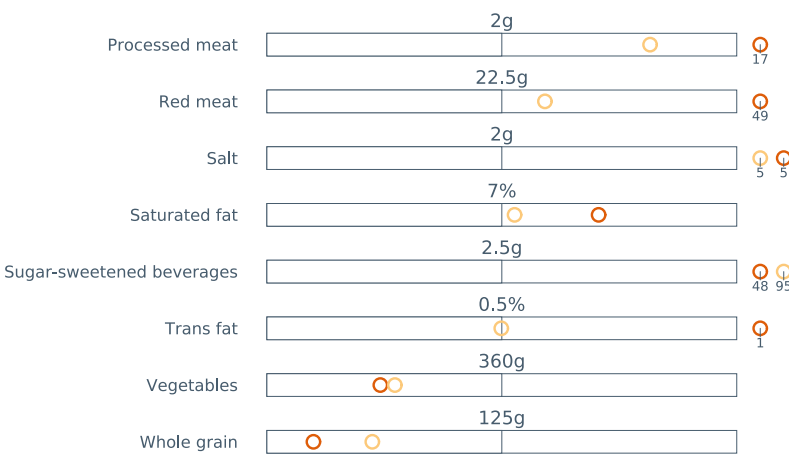 2g
Processed meat
17
22.5g
Red meat
49
2g
Salt
5 5
7%
Saturated fat
2.5g
Sugar-sweetened beverages
48 95
0.5%
Trans fat
1
360g
Vegetables
125g
Whole grain